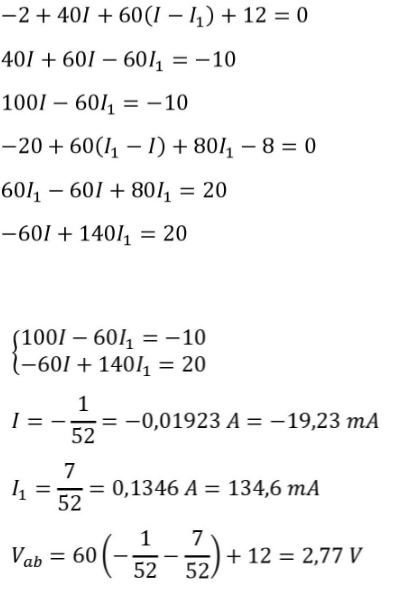 −2 + 40I + 60(I − I₁) + 12 = 0
40I + 60I − 60I₁ = −10
100I − 60I₁ = −10
−20 + 60(I₁ − I) + 80I₁ − 8 = 0
60I₁ − 60I + 80I₁ = 20
−60I + 140I₁ = 20
{100I − 60I₁ = −10
−60I + 140I₁ = 20
I = −1/52 = −0,01923 A = −19,23 mA
I₁ = 7/52 = 0,1346 A = 134,6 mA
V_ab = 60(−1/52 − 7/52) + 12 = 2,77 V